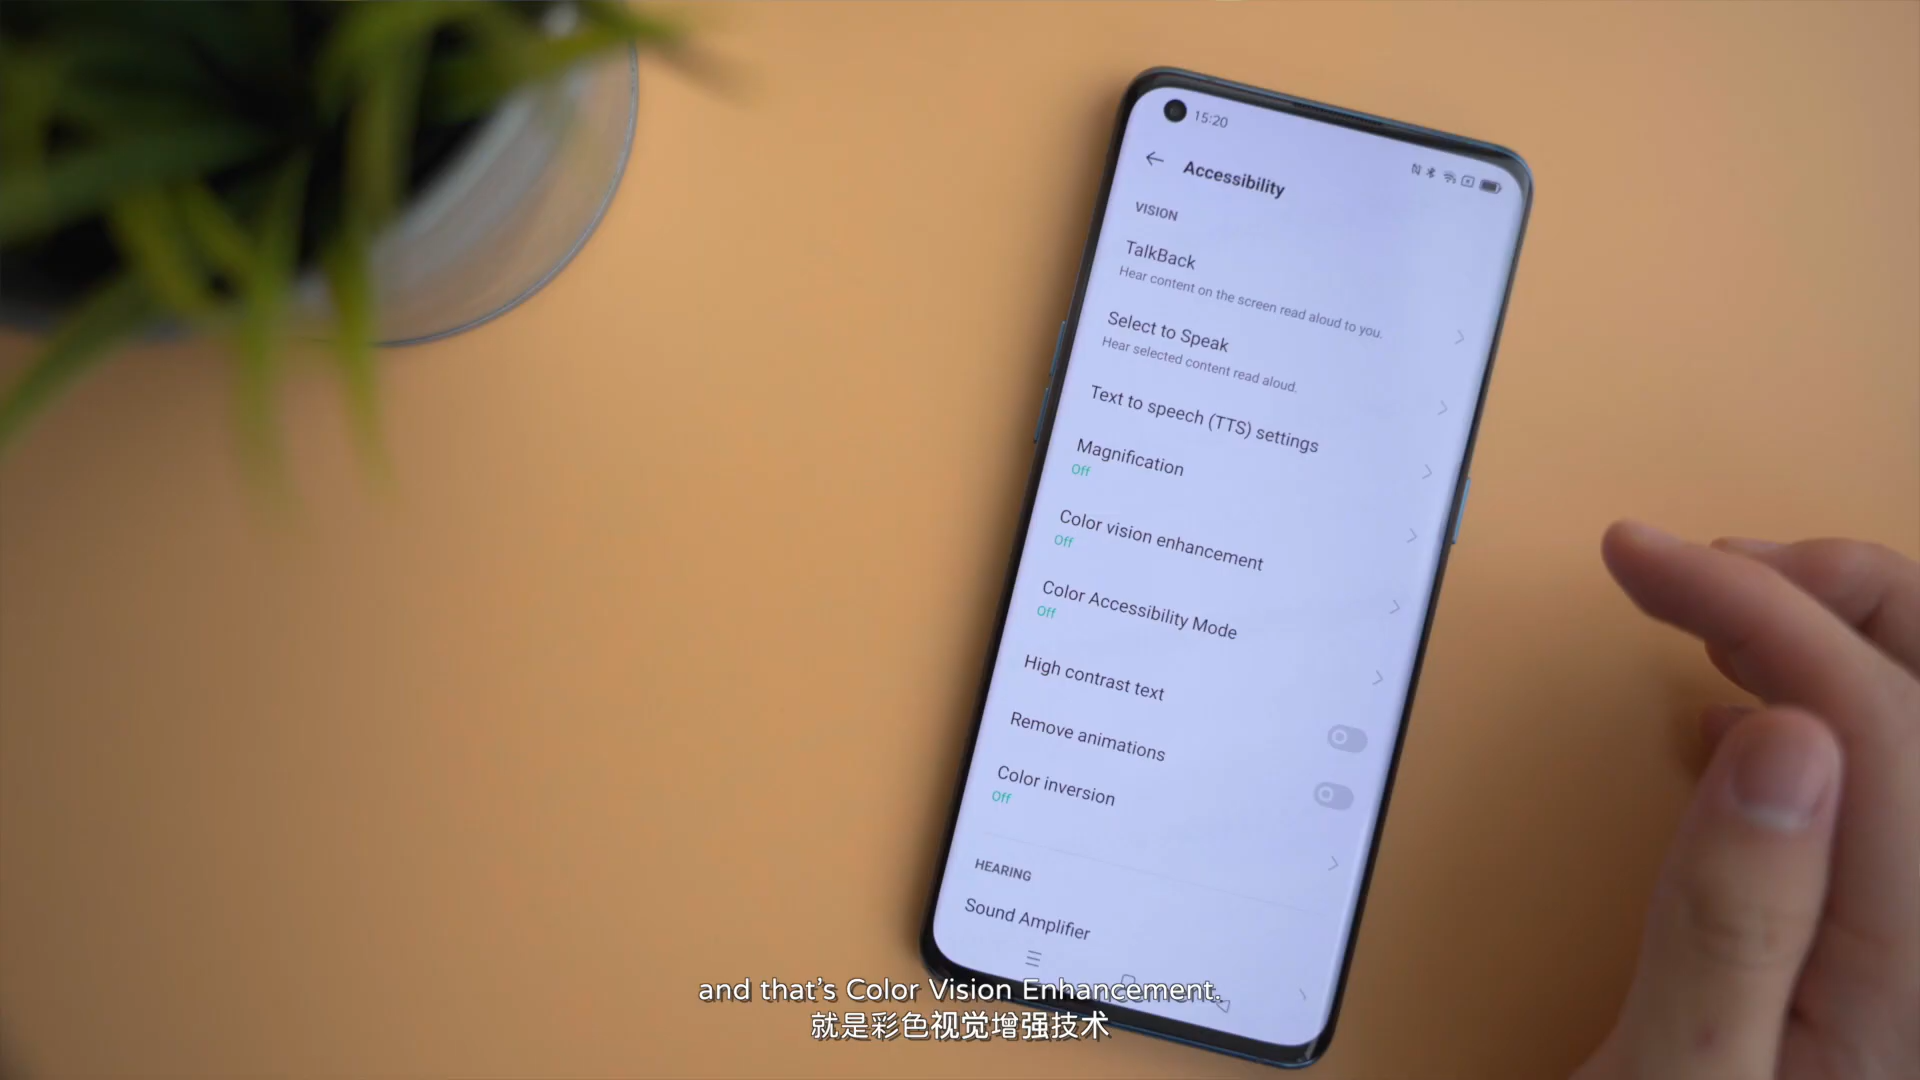 15:20
Accessibility
VISION
TalkBack
Hear content on the screen read aloud to you.
Select to Speak
Hear selected content read aloud.
Text to speech (TTS) settings
Magnification
Off
Color vision enhancement
Off
Color Accessibility Mode
Off
High contrast text
Remove animations
Color inversion
Off
HEARING
Sound Amplifier
and that's Color Vision Enhancement.
就是彩色视觉增强技术